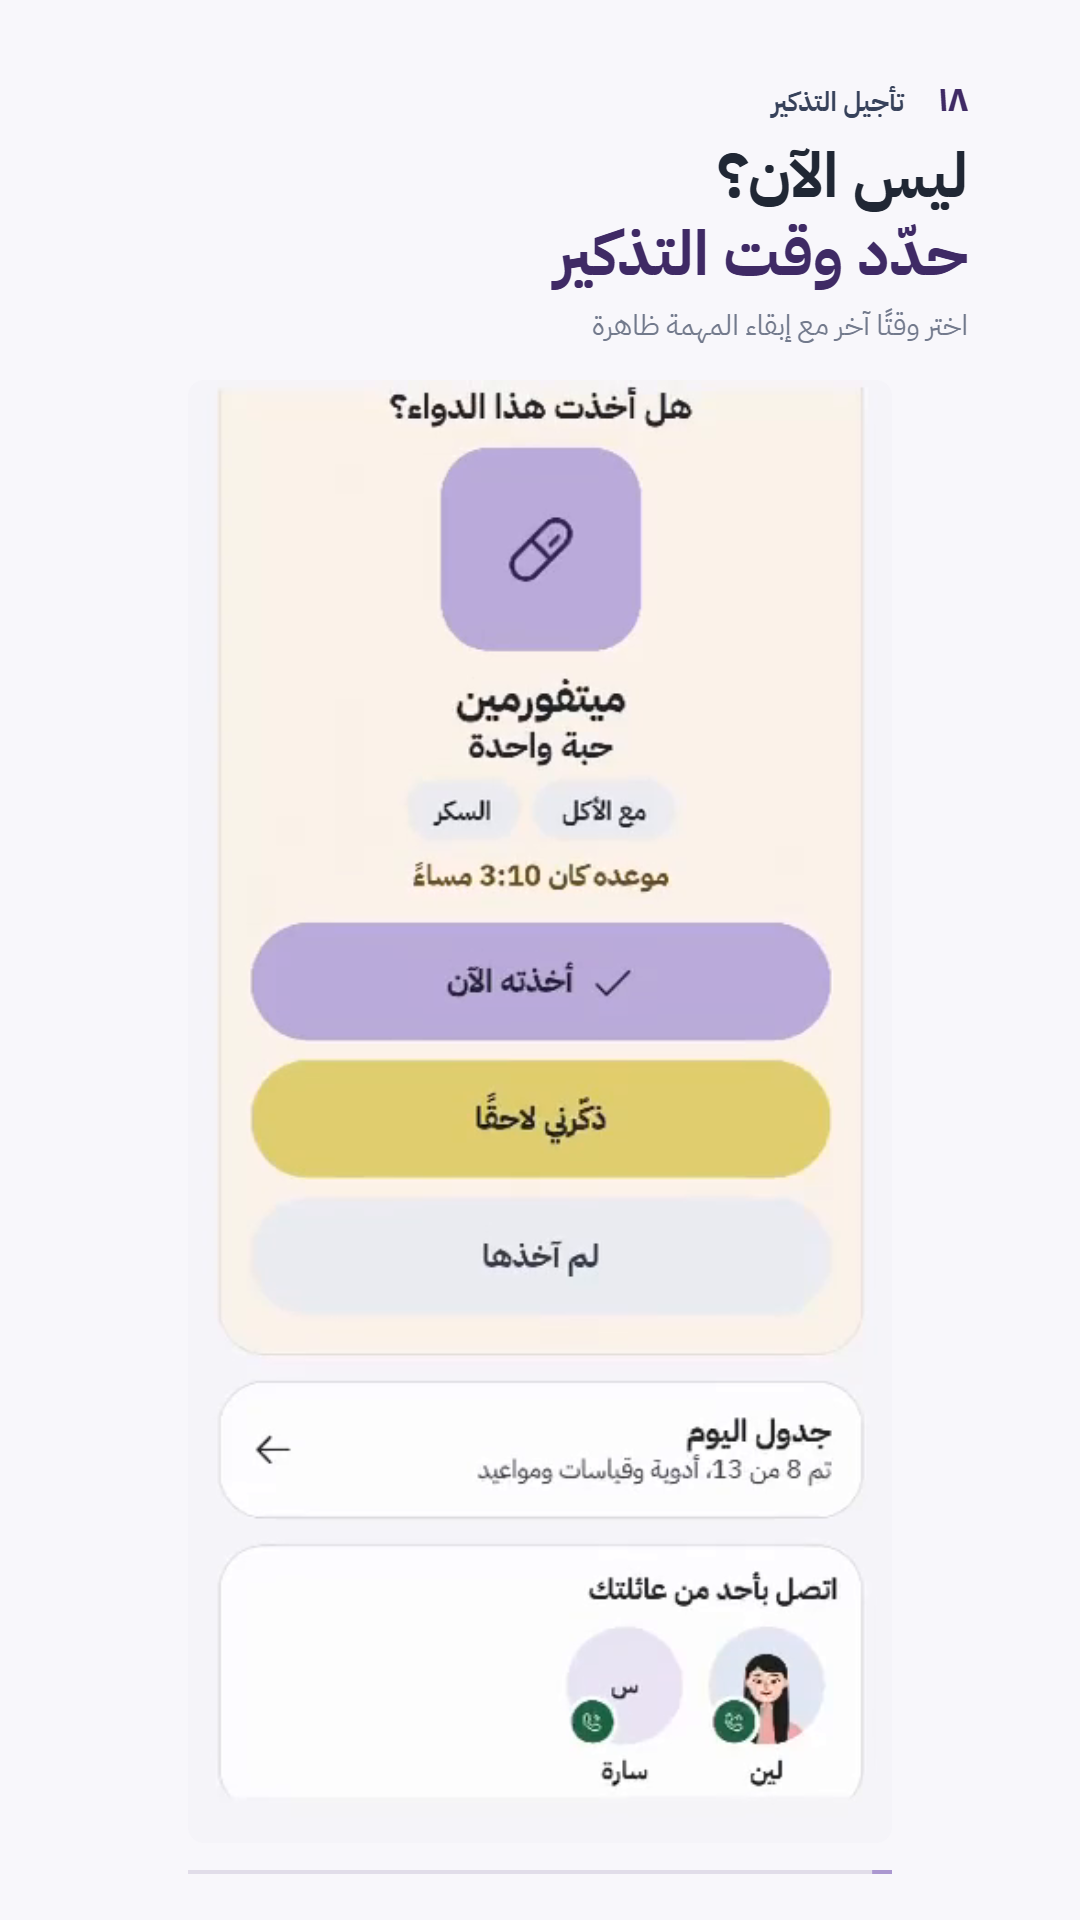 ١٨ تأجيل التذكير
ليس الآن؟
حدّد وقت التذكير
اختر وقتًا آخر مع إبقاء المهمة ظاهرة
هل أخذت هذا الدواء؟
ميتفورمين
حبة واحدة
مع الأكل السكر
موعده كان 3:10 مساءً
أخذته الآن
ذكّرني لاحقًا
لم آخذها
جدول اليوم
تم 8 من 13، أدوية وقياسات ومواعيد
اتصل بأحد من عائلتك
س
لين سارة